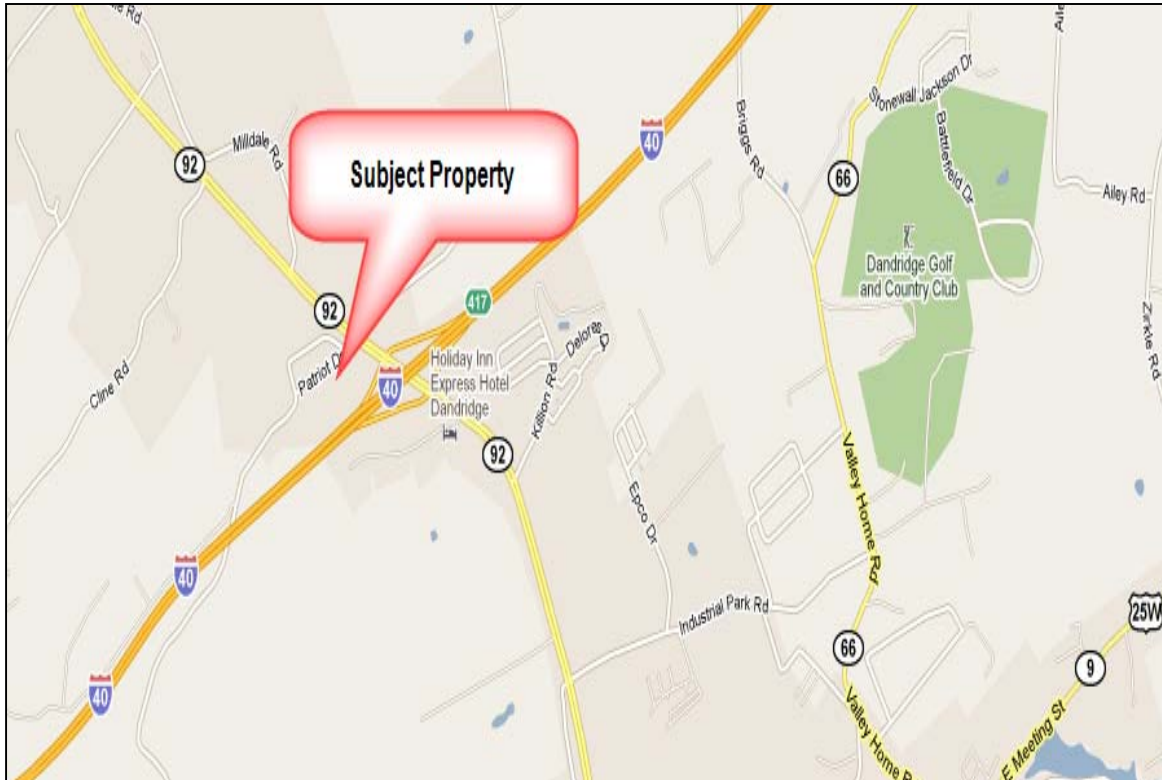 Subject Property
92
Milldale Rd
40
92
417
Patriot Dr
Cline Rd
40
Holiday Inn
Express Hotel
Dandridge
Delores
Killion Rd
92
Epco Dr
40
40
Industrial Park Rd
Briggs Rd
Stonewall Jackson Dr
Battlefield Dr
66
Dandridge Golf
and Country Club
Ailey Rd
Zirkle Rd
Valley Home Rd
66
Valley Home R
25W
9
E Meeting St